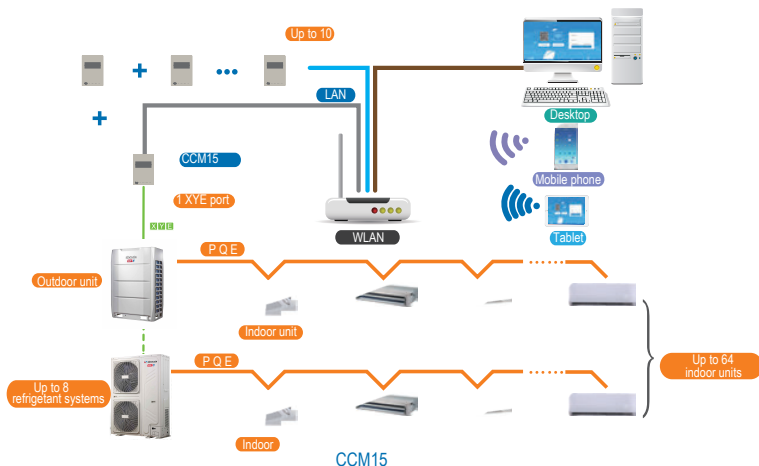 Up to 10
LAN
Desktop
CCM15
Mobile phone
1 XYE port
X Y E
WLAN
Tablet
P Q E
Outdoor unit
Indoor unit
P Q E
Up to 64
indoor units
Up to 8
refrigetant systems
Indoor
CCM15